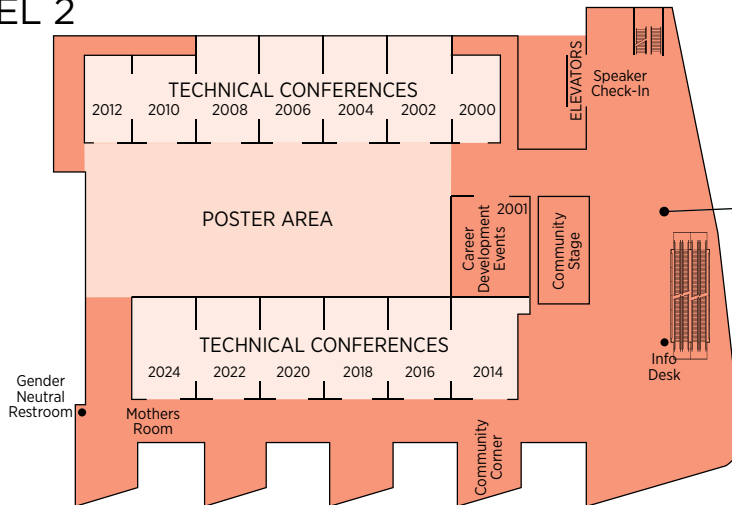 EL 2
TECHNICAL CONFERENCES
2012 2010 2008 2006 2004 2002 2000
ELEVATORS
Speaker
Check-In
POSTER AREA
2001
Career
Development
Events
Community
Stage
TECHNICAL CONFERENCES
2024 2022 2020 2018 2016 2014
Info
Desk
Gender
Neutral
Restroom
Mothers
Room
Community
Corner